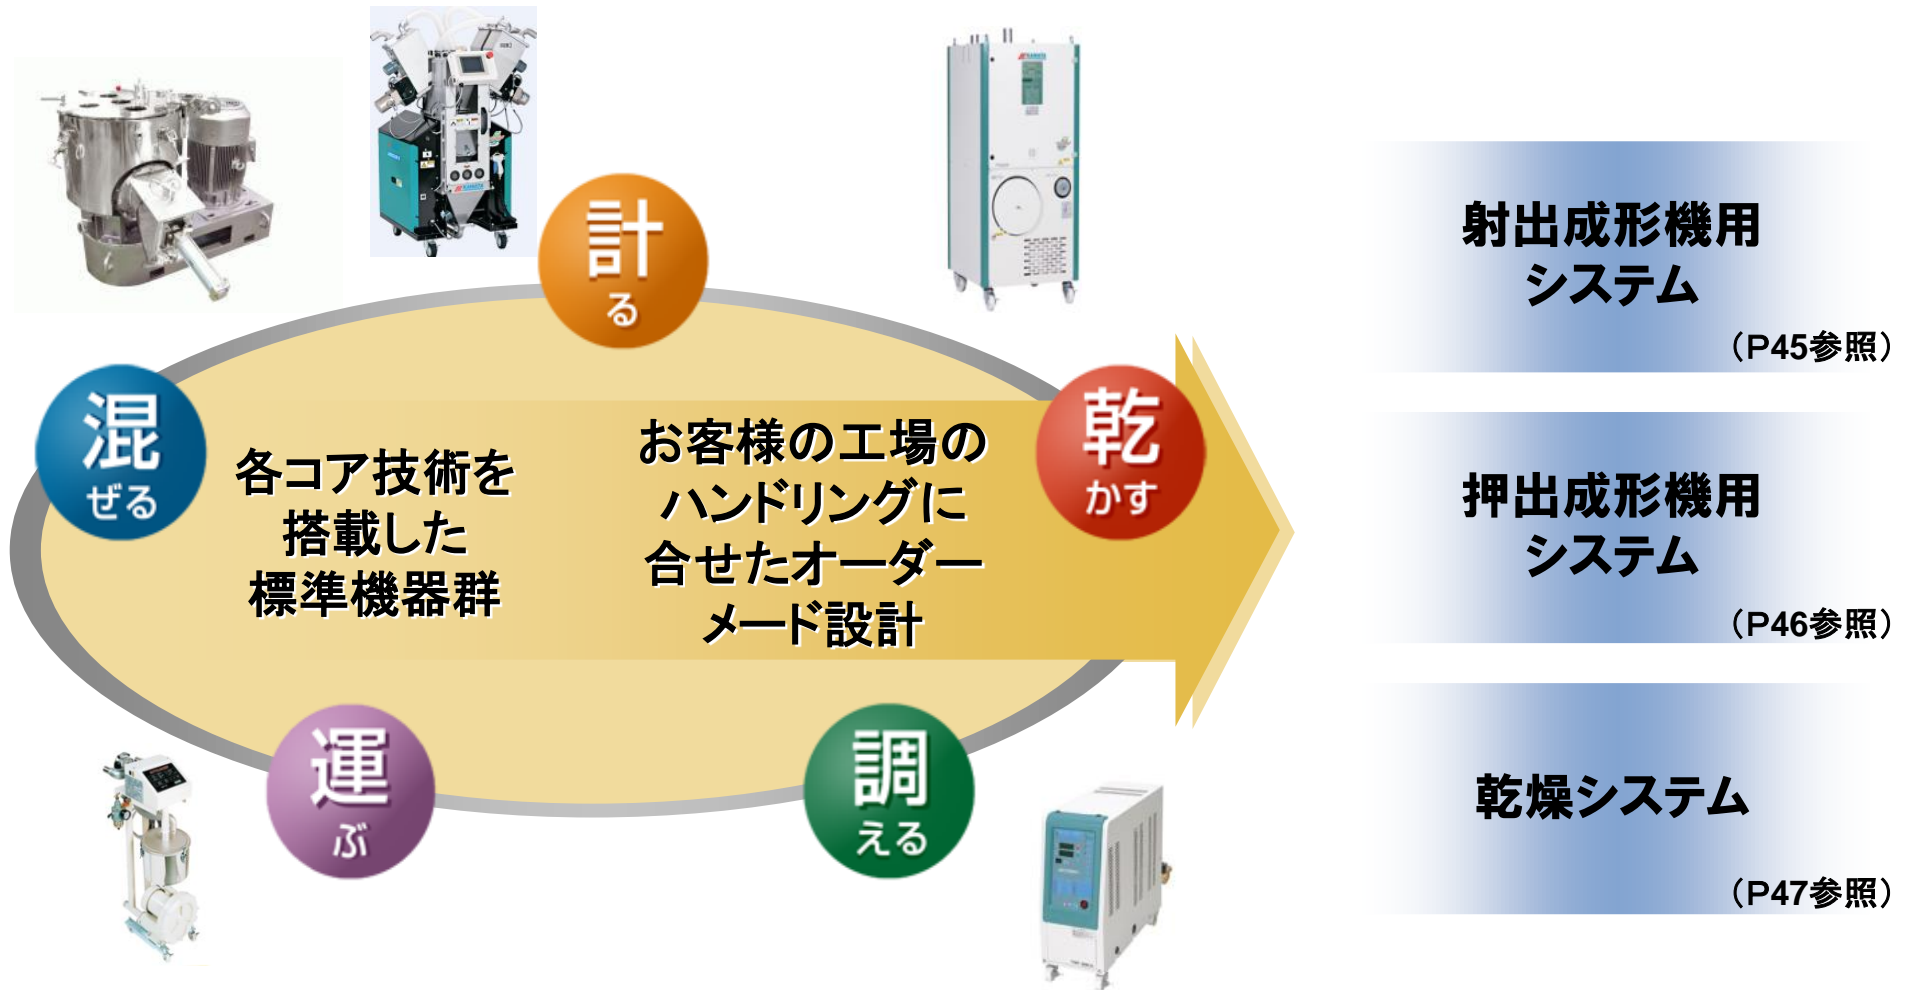 計
る
混
ぜる
乾
かす
各コア技術を
搭載した
標準機器群
お客様の工場の
ハンドリングに
合せたオーダー
メード設計
運
ぶ
調
える
射出成形機用
システム
（P45参照）
押出成形機用
システム
（P46参照）
乾燥システム
（P47参照）